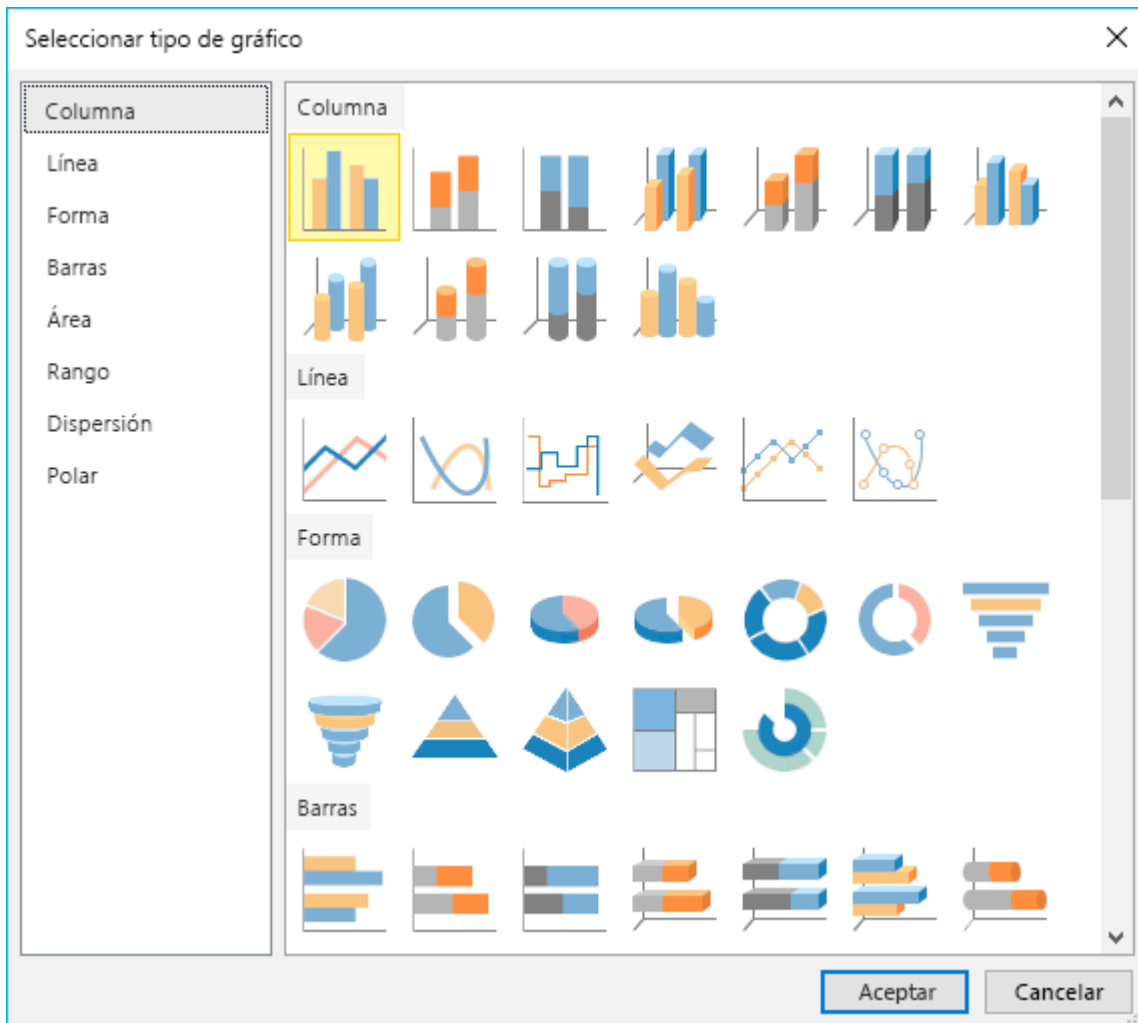 Seleccionar tipo de gráfico
Columna
Línea
Forma
Barras
Área
Rango
Dispersión
Polar
Columna
Línea
Forma
Barras
Aceptar
Cancelar